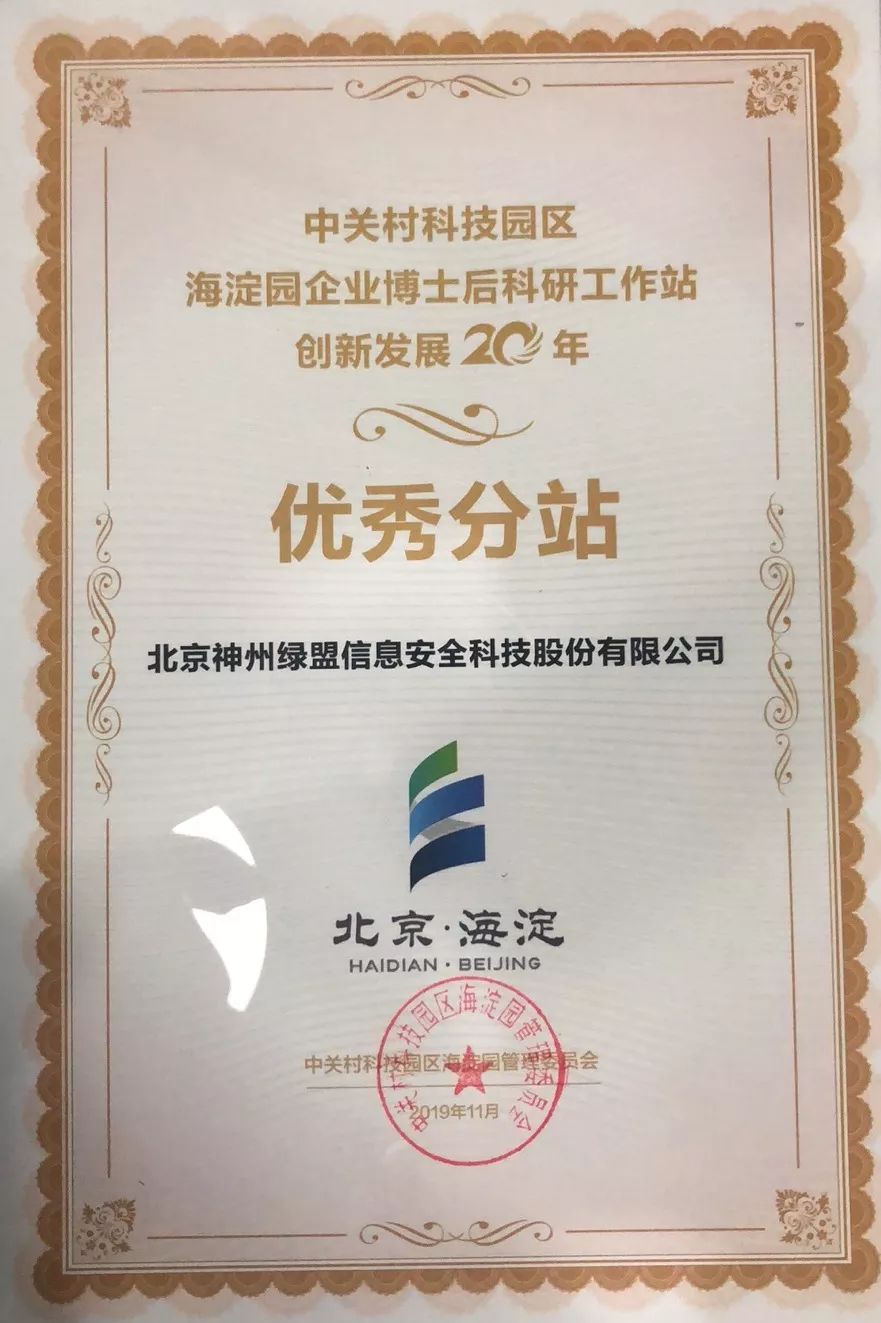 中关村科技园区
海淀园企业博士后科研工作站
创新发展20年
优秀分站
北京神州绿盟信息安全科技股份有限公司
北京·海淀
HAIDIAN·BEIJING
中关村科技园区海淀园管理委员会
中关村科技园区海淀园管理委员会
2019年11月